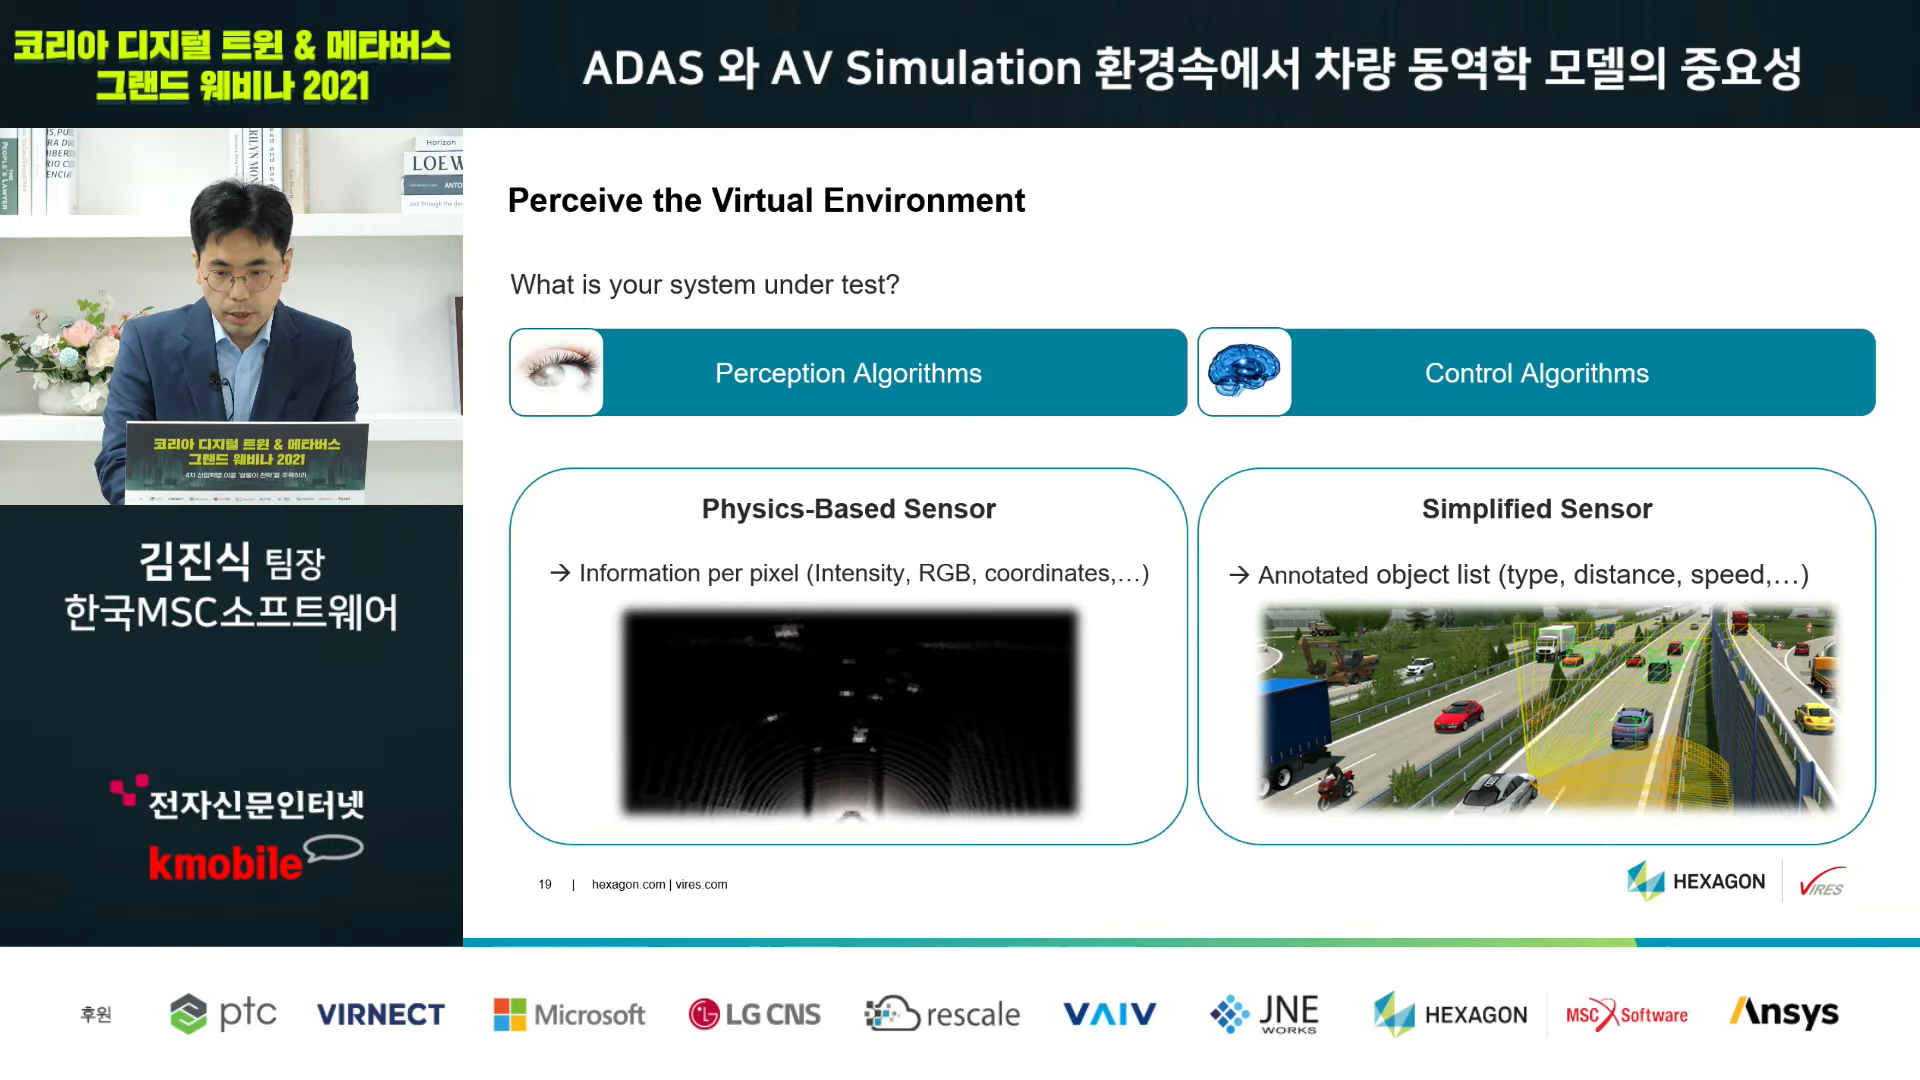 코리아 디지털 트윈 & 메타버스
그랜드 웨비나 2021
ADAS 와 AV Simulation 환경속에서 차량 동역학 모델의 중요성
Horizon
LOEW
ANTO
PEOPLE'S LAWYER
코리아 디지털 트윈 & 메타버스
그랜드 웨비나 2021
김진식 팀장
한국MSC소프트웨어
전자신문인터넷
kmobile
Perceive the Virtual Environment
What is your system under test?
Perception Algorithms
Control Algorithms
Physics-Based Sensor
→ Information per pixel (Intensity, RGB, coordinates,…)
Simplified Sensor
→ Annotated object list (type, distance, speed,…)
19 | hexagon.com | vires.com
HEXAGON
VIRES
후원
ptc
VIRNECT
Microsoft
LG CNS
rescale
VAIV
JNE
WORKS
HEXAGON
MSC Software
Ansys